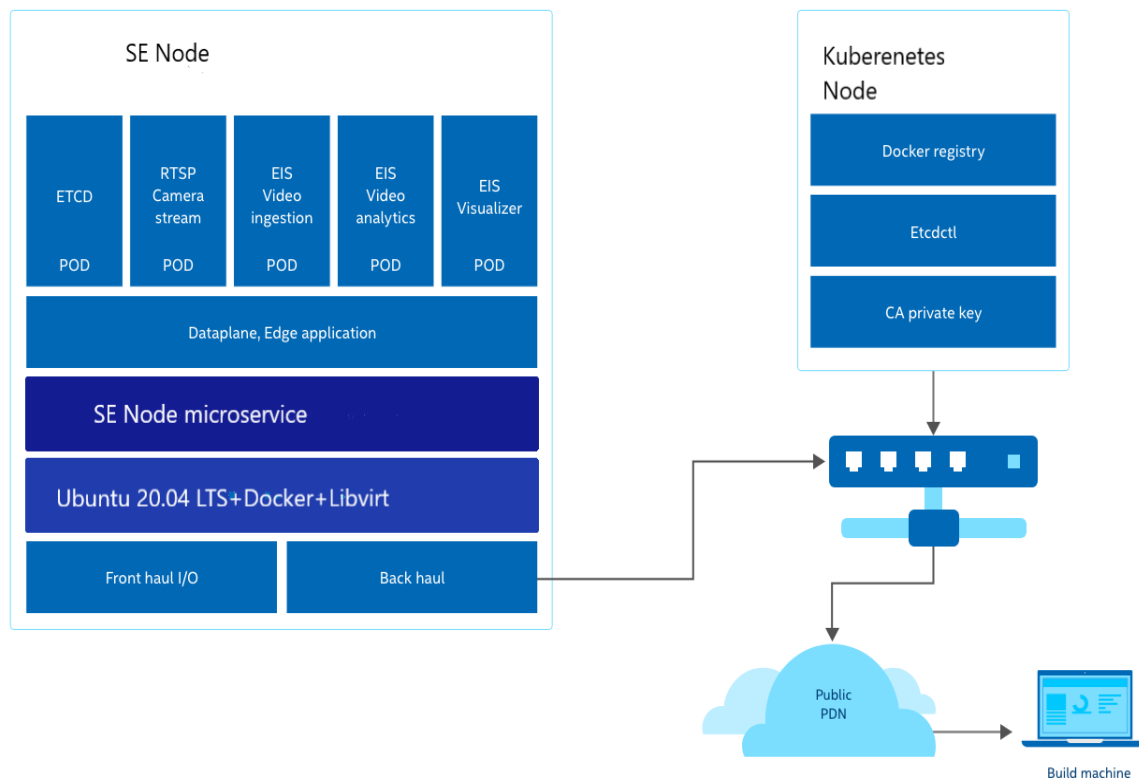 SE Node
ETCD
POD
RTSP
Camera
stream
POD
EIS
Video
ingestion
POD
EIS
Video
analytics
POD
EIS
Visualizer
POD
Dataplane, Edge application
SE Node microservice
Ubuntu 20.04 LTS+Docker+Libvirt
Front haul I/O
Back haul
Kuberenetes
Node
Docker registry
Etcdctl
CA private key
Public
PDN
Build machine